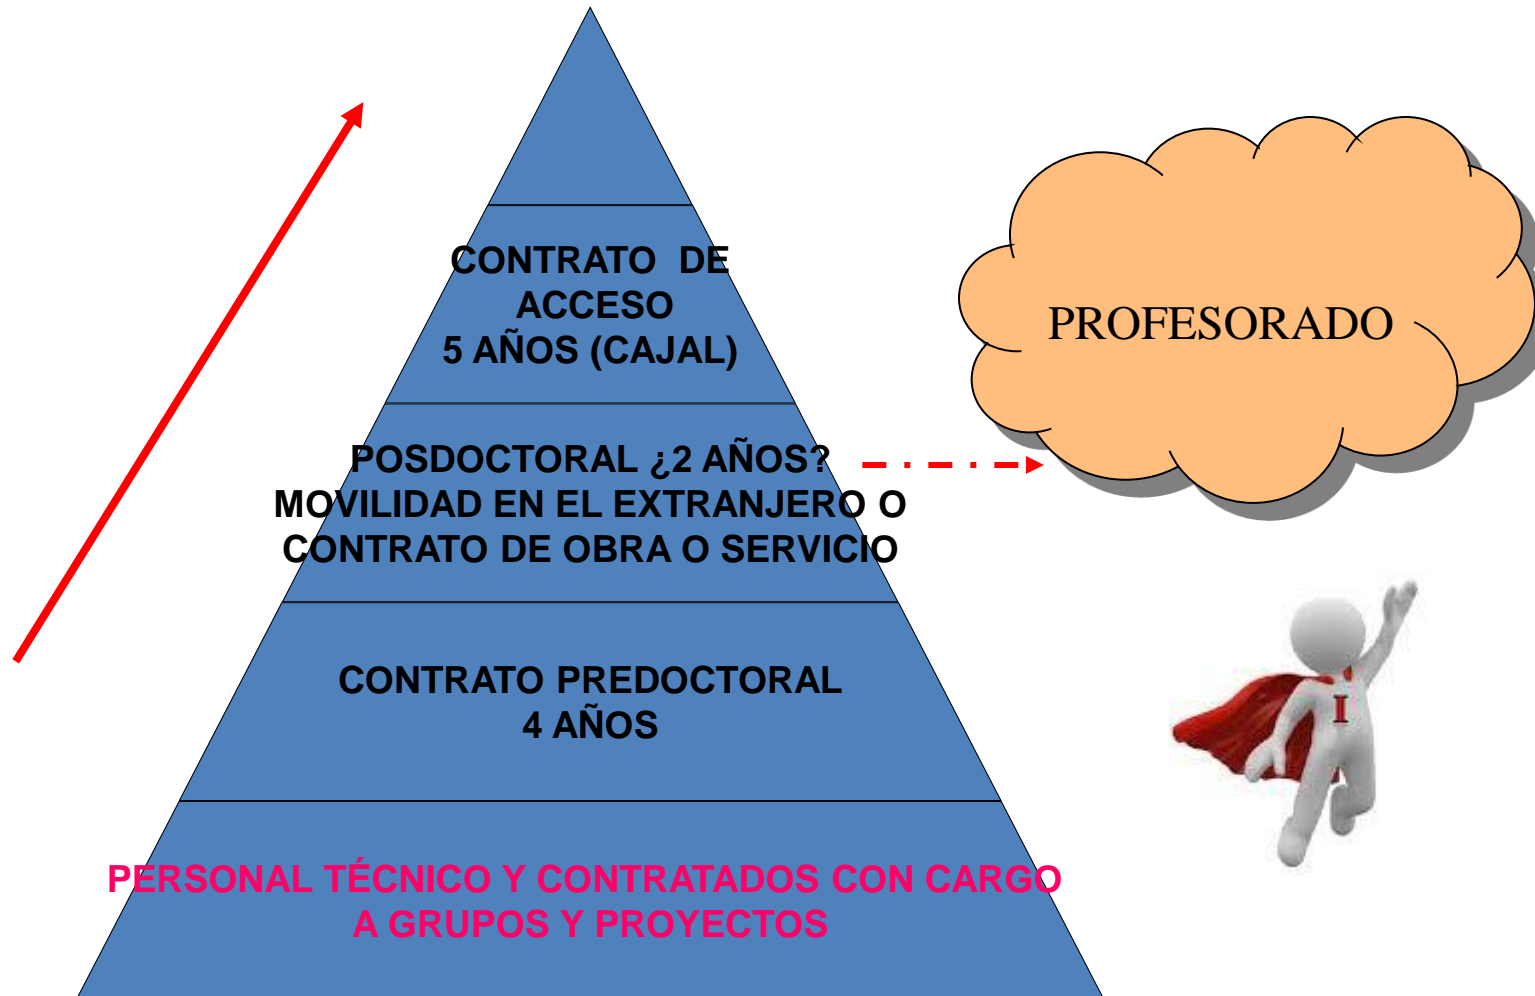 CONTRATO DE
ACCESO
5 AÑOS (CAJAL)
PROFESORADO
POSDOCTORAL ¿2 AÑOS?
MOVILIDAD EN EL EXTRANJERO O
CONTRATO DE OBRA O SERVICIO
CONTRATO PREDOCTORAL
4 AÑOS
I
PERSONAL TÉCNICO Y CONTRATADOS CON CARGO
A GRUPOS Y PROYECTOS